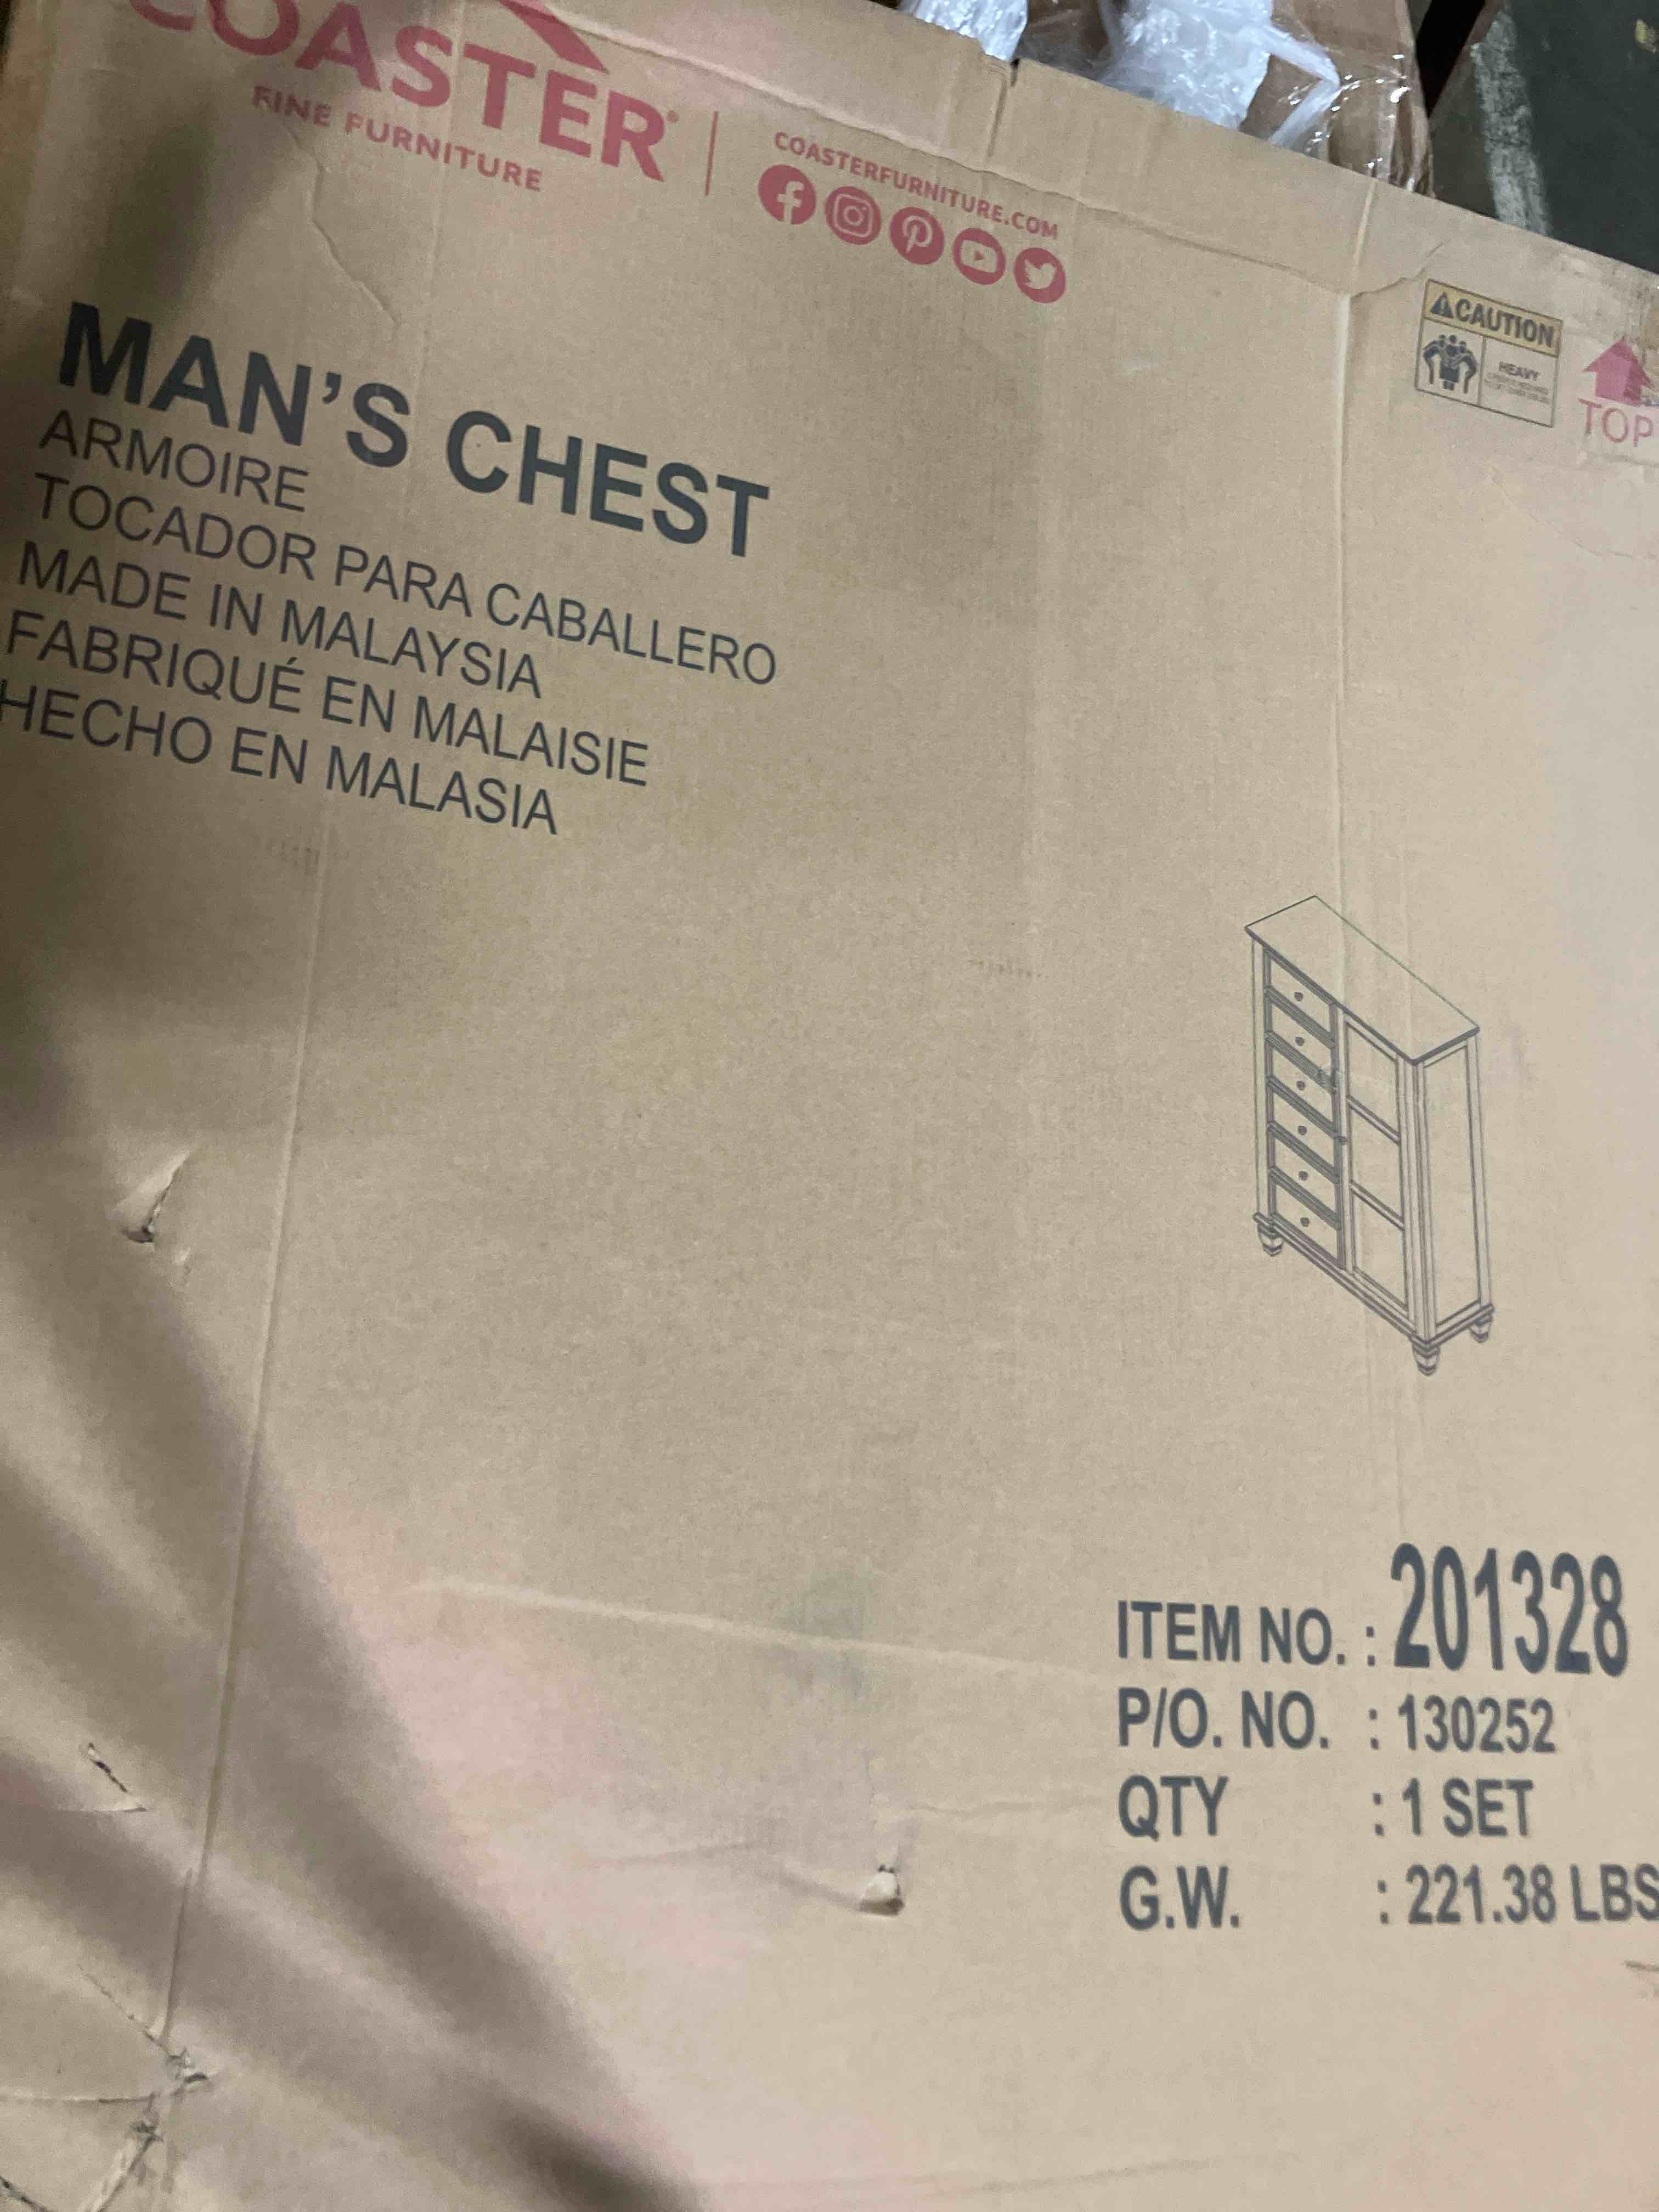 COASTER®
FINE FURNITURE
COASTERFURNITURE.COM
CAUTION
HEAVY
TOP
MAN'S CHEST
ARMOIRE
TOCADOR PARA CABALLERO
MADE IN MALAYSIA
FABRIQUÉ EN MALAISIE
HECHO EN MALASIA
ITEM NO. : 201328
P/O. NO. : 130252
QTY : 1 SET
G.W. : 221.38 LBS